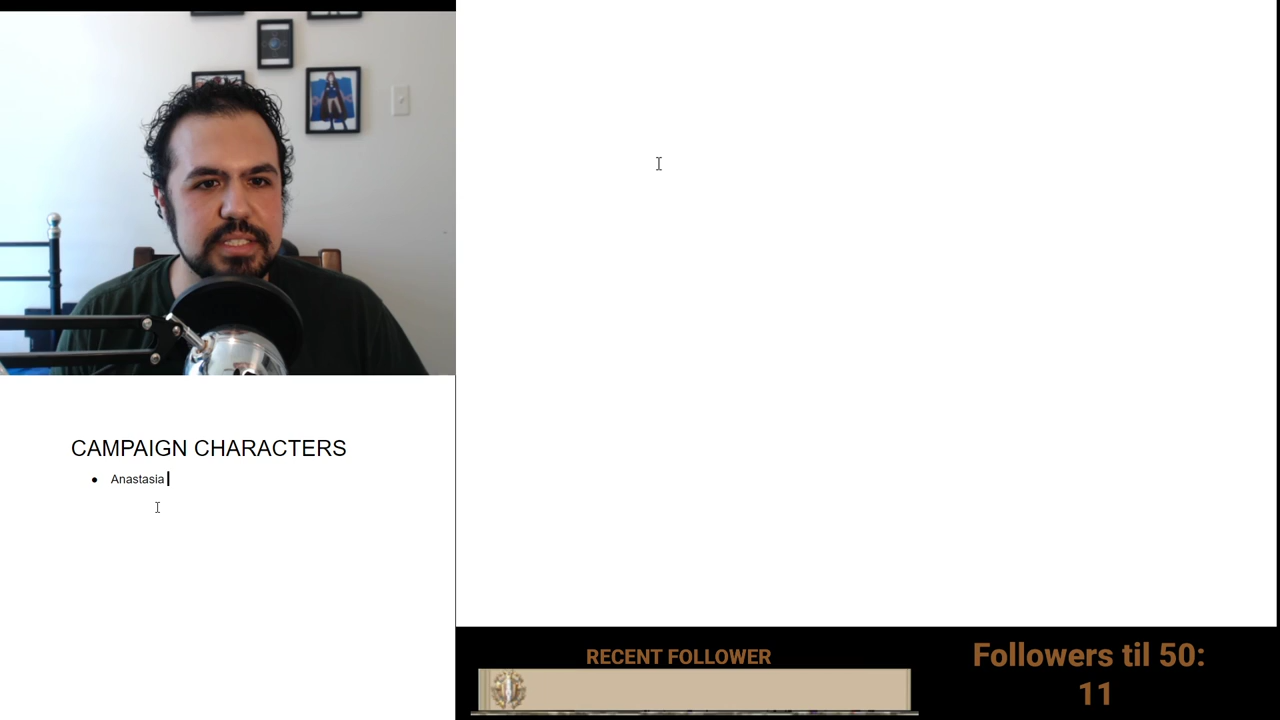 CAMPAIGN CHARACTERS
● Anastasia
RECENT FOLLOWER
Followers til 50:
11